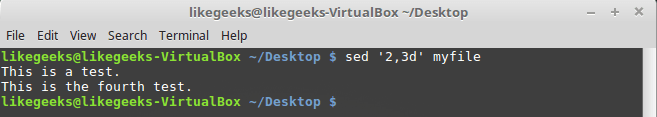 likegeeks@likegeeks-VirtualBox ~/Desktop
File Edit View Search Terminal Help
likegeeks@likegeeks-VirtualBox ~/Desktop $ sed '2,3d' myfile
This is a test.
This is the fourth test.
likegeeks@likegeeks-VirtualBox ~/Desktop $